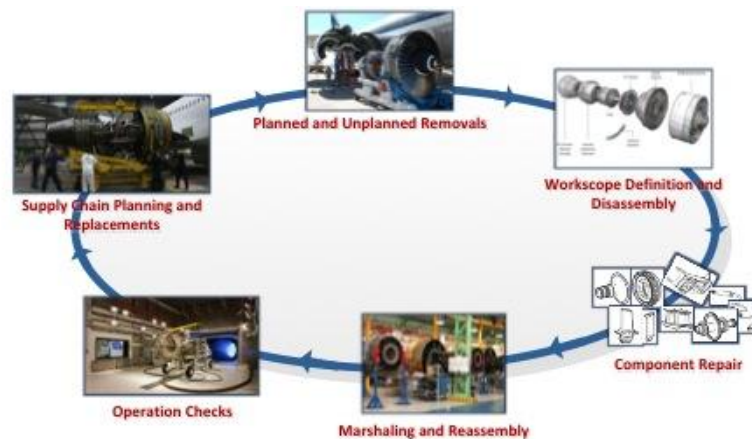 Planned and Unplanned Removals
Workscope Definition and
Disassembly
Component Repair
Marshaling and Reassembly
Operation Checks
Supply Chain Planning and
Replacements